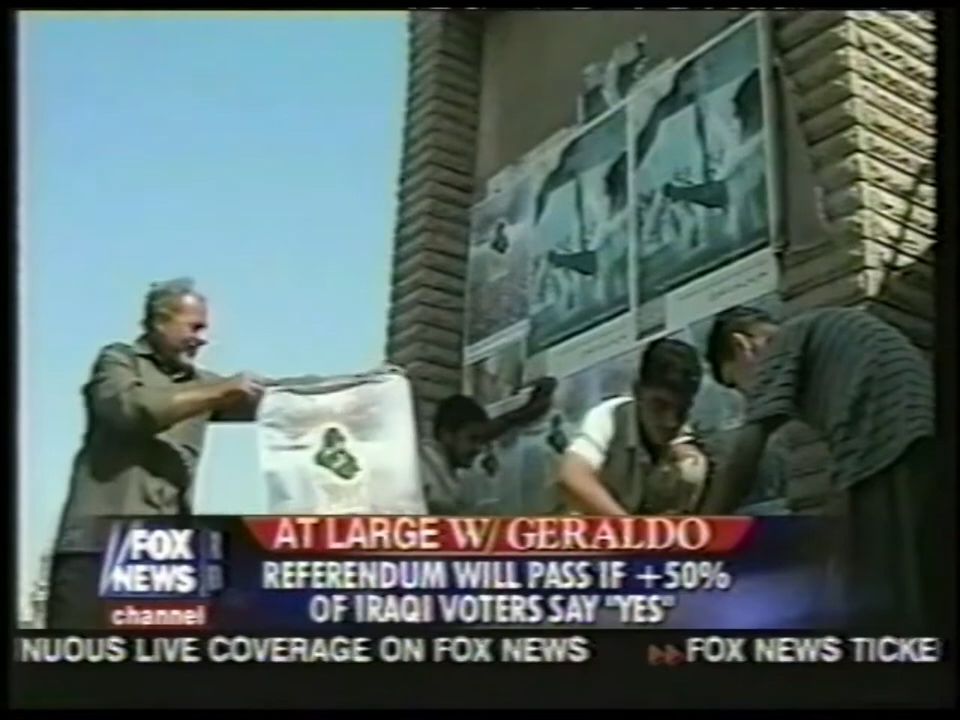 AT LARGE W/ GERALDO
FOX
NEWS
channel
REFERENDUM WILL PASS IF +50%
OF IRAQI VOTERS SAY "YES"
NUOUS LIVE COVERAGE ON FOX NEWS FOX NEWS TICKE